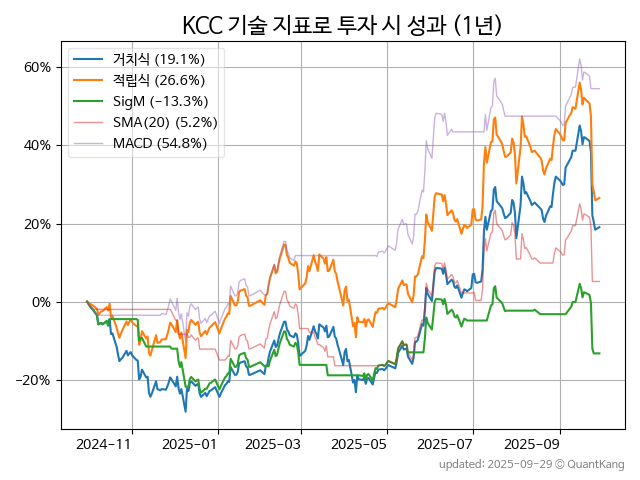 KCC 기술 지표로 투자 시 성과 (1년)
거치식 (19.1%)
적립식 (26.6%)
SigM (−13.3%)
SMA(20) (5.2%)
MACD (54.8%)
60%
40%
20%
0%
−20%
2024-11 2025-01 2025-03 2025-05 2025-07 2025-09
updated: 2025-09-29 © QuantKang